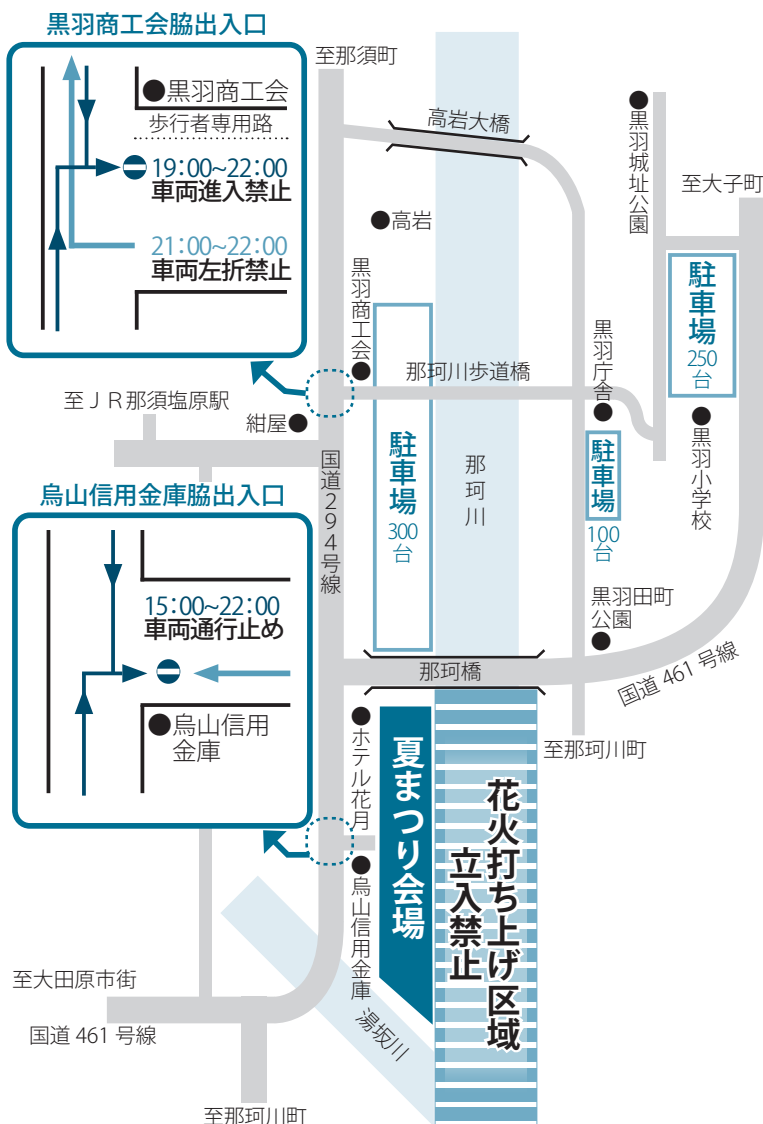 黒羽商工会脇出入口
●黒羽商工会
歩行者専用路
19:00~22:00
車両進入禁止
21:00~22:00
車両左折禁止
至那須町
高岩大橋
●高岩
黒羽商工会
那珂川歩道橋
至JR那須塩原駅
紺屋●
国道294号線
駐車場
300
台
那珂川
黒羽庁舎
駐車場
100
台
黒羽城址公園
至大子町
駐車場
250
台
黒羽小学校
黒羽田町
公園
国道 461 号線
那珂橋
至那珂川町
烏山信用金庫脇出入口
15:00~22:00
車両通行止め
●烏山信用
金庫
ホテル花月
烏山信用金庫
夏まつり会場
花火打ち上げ区域
立入禁止
至大田原市街
国道 461 号線
湯坂川
至那珂川町